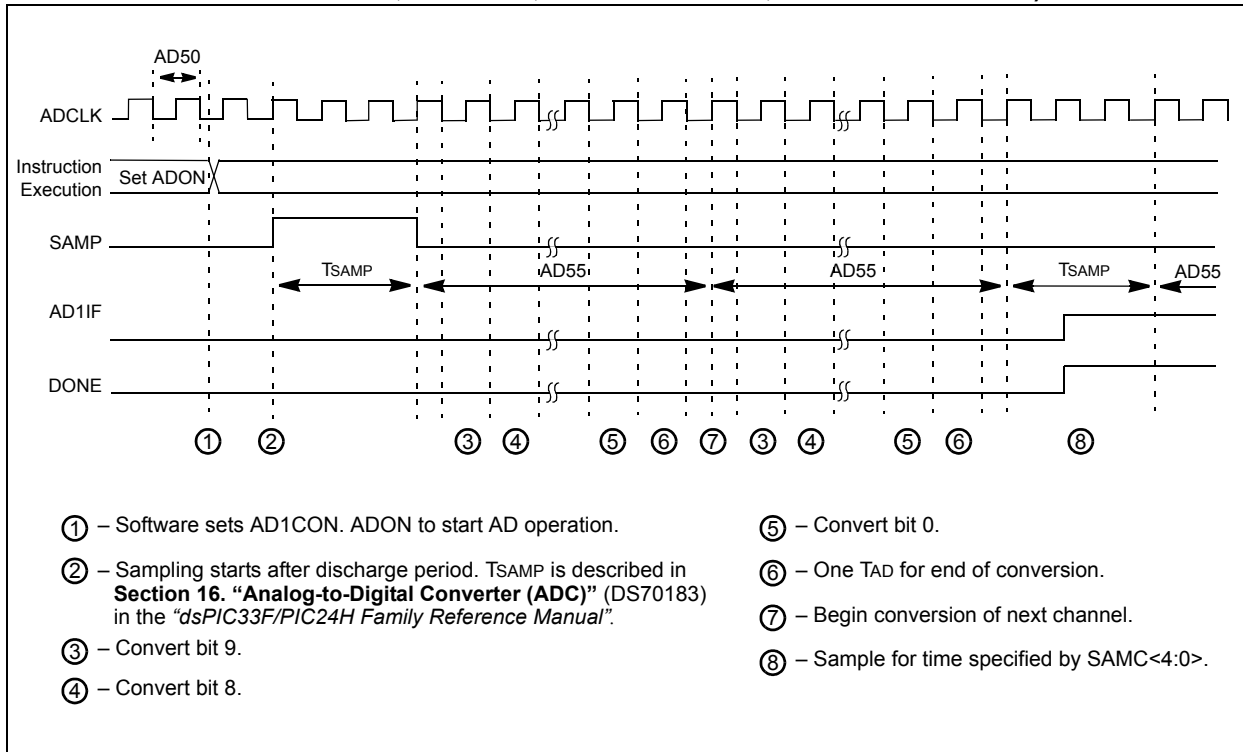 AD50
ADCLK
Instruction
Execution
Set ADON
SAMP
TSAMP
AD55
AD55
TSAMP
AD55
AD1IF
DONE
1 2 3 4 5 6 7 3 4 5 6 8
1 – Software sets AD1CON. ADON to start AD operation.
2 – Sampling starts after discharge period. TSAMP is described in
Section 16. “Analog-to-Digital Converter (ADC)” (DS70183)
in the “dsPIC33F/PIC24H Family Reference Manual”.
3 – Convert bit 9.
4 – Convert bit 8.
5 – Convert bit 0.
6 – One TAD for end of conversion.
7 – Begin conversion of next channel.
8 – Sample for time specified by SAMC<4:0>.